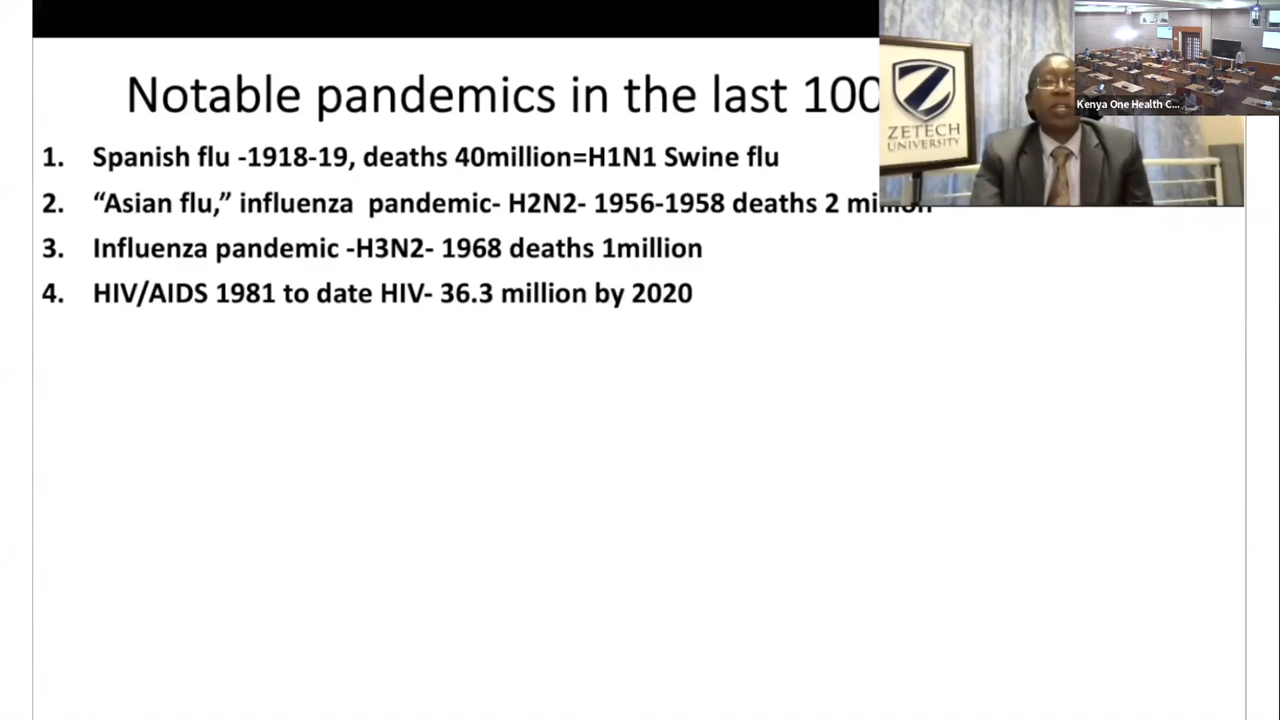 Notable pandemics in the last 100
1. Spanish flu -1918-19, deaths 40million=H1N1 Swine flu
2. “Asian flu,” influenza pandemic- H2N2- 1956-1958 deaths 2 million
3. Influenza pandemic -H3N2- 1968 deaths 1million
4. HIV/AIDS 1981 to date HIV- 36.3 million by 2020
ZETECH
UNIVERSITY
Kenya One Health C...